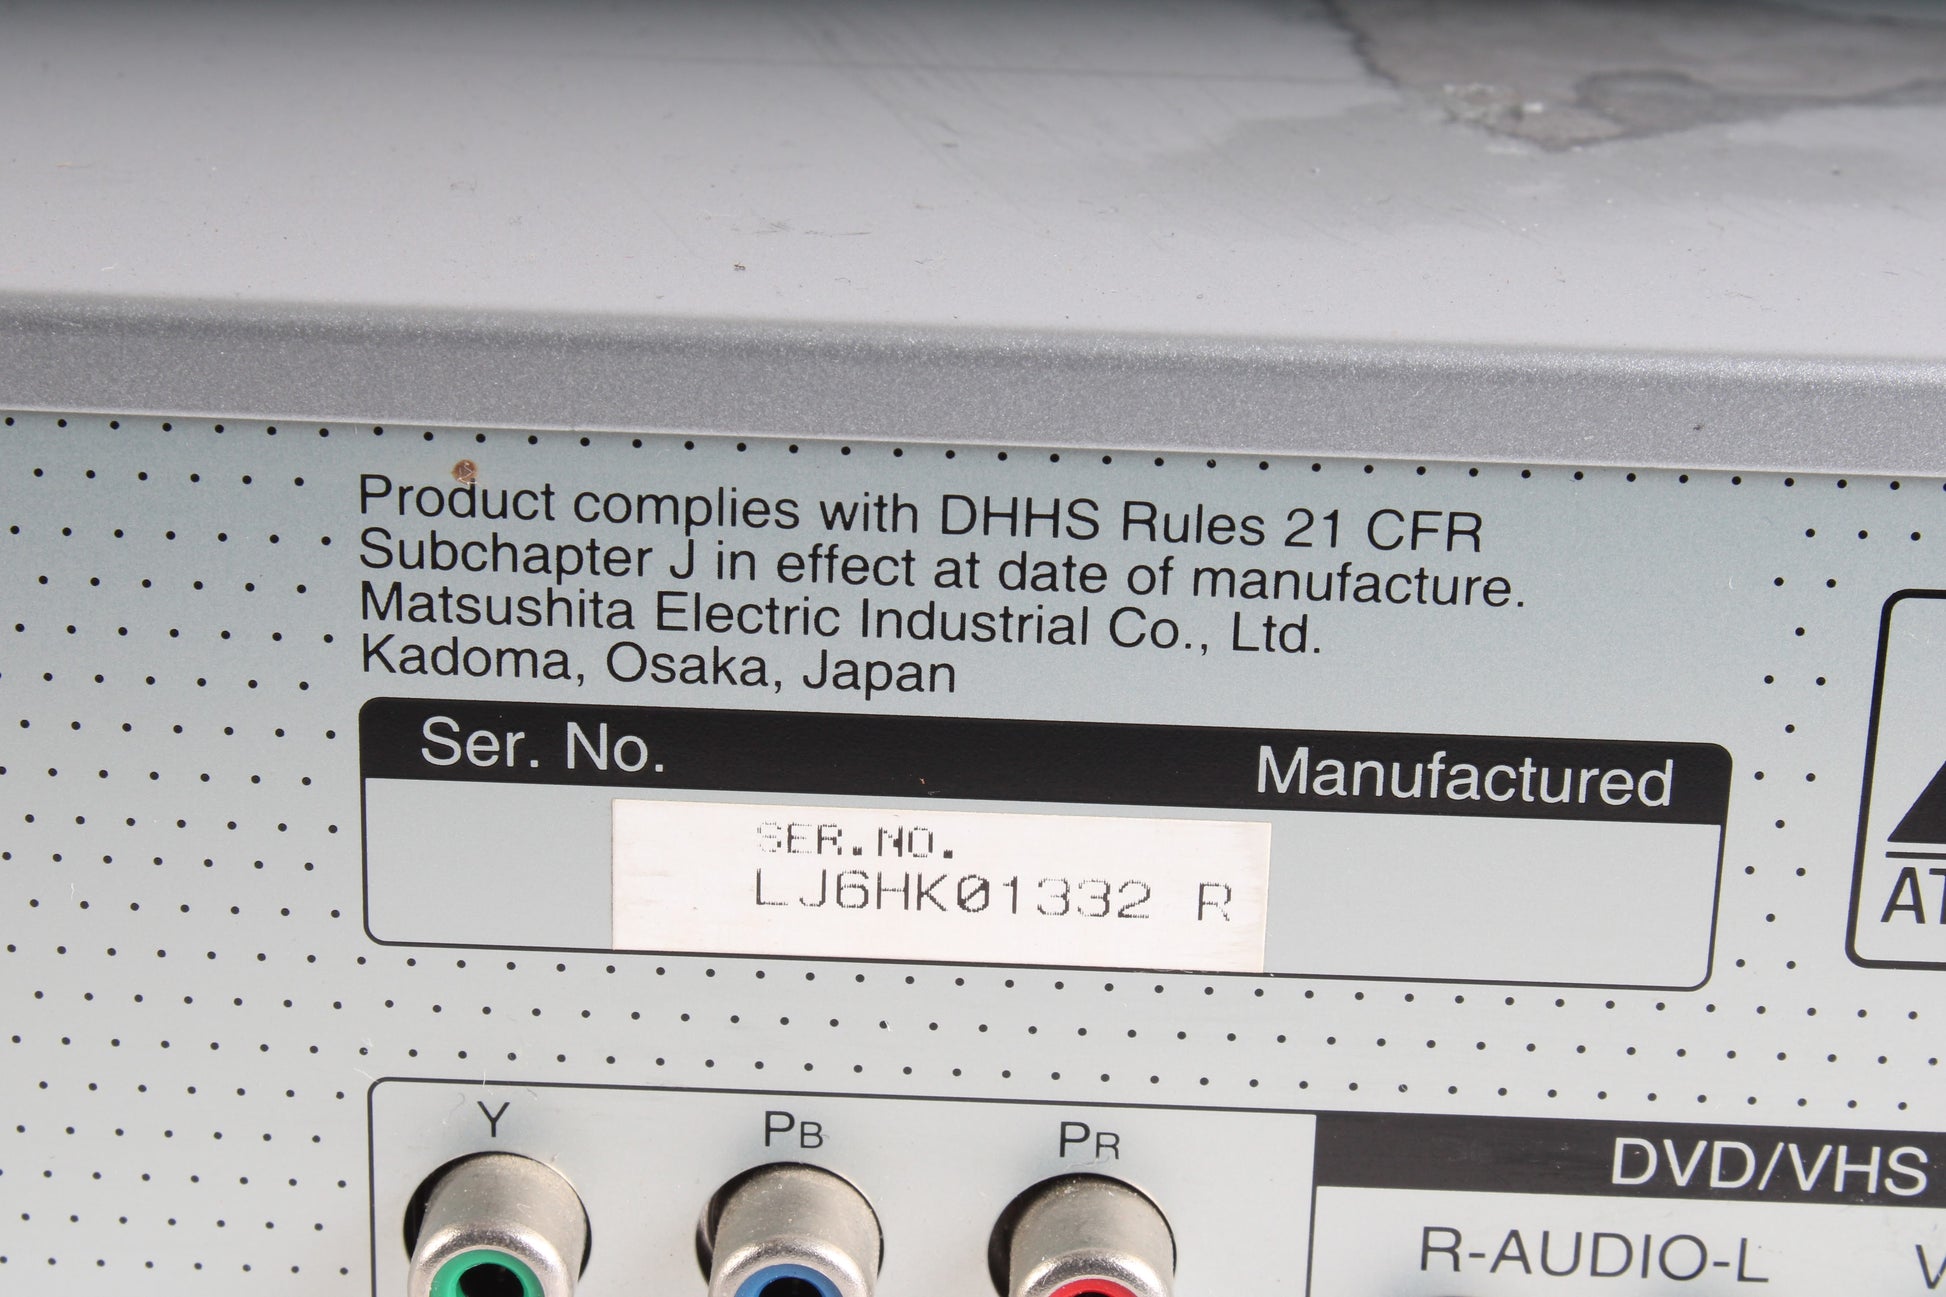 Product complies with DHHS Rules 21 CFR
Subchapter J in effect at date of manufacture.
Matsushita Electric Industrial Co., Ltd.
Kadoma, Osaka, Japan
Ser. No. Manufactured
SER.NO.
LJ6HK01332 R
Y PB PR
DVD/VHS
R-AUDIO-L